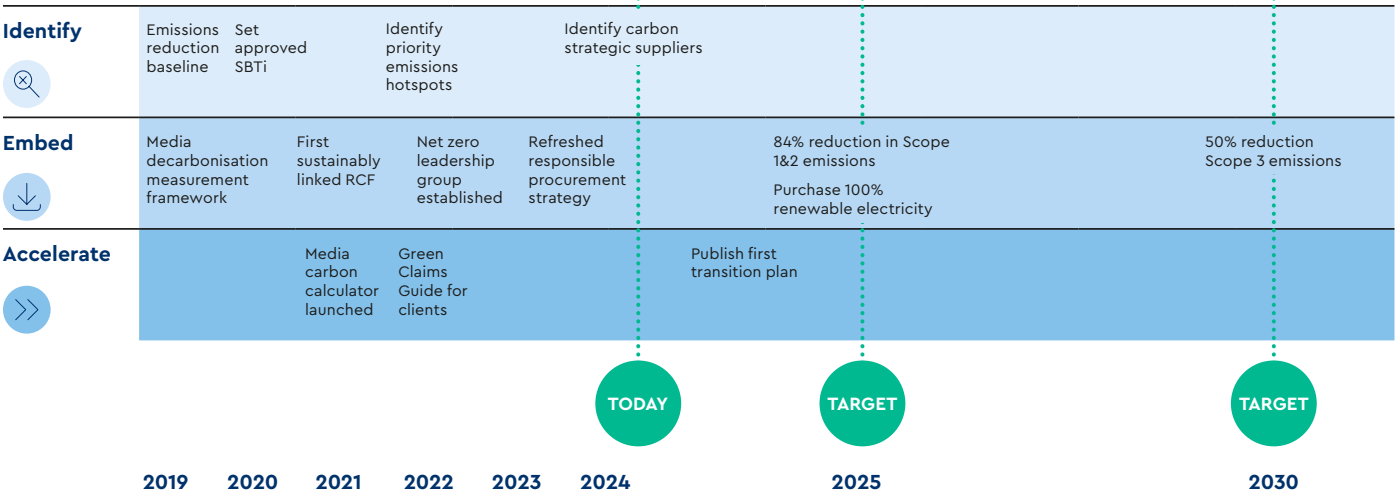 Identify
Emissions
reduction
baseline
Set
approved
SBTi
Identify
priority
emissions
hotspots
Identify carbon
strategic suppliers
Embed
Media
decarbonisation
measurement
framework
First
sustainably
linked RCF
Net zero
leadership
group
established
Refreshed
responsible
procurement
strategy
84% reduction in Scope
1&2 emissions
Purchase 100%
renewable electricity
50% reduction
Scope 3 emissions
Accelerate
Media
carbon
calculator
launched
Green
Claims
Guide for
clients
Publish first
transition plan
TODAY
TARGET
TARGET
2019
2020
2021
2022
2023
2024
2025
2030